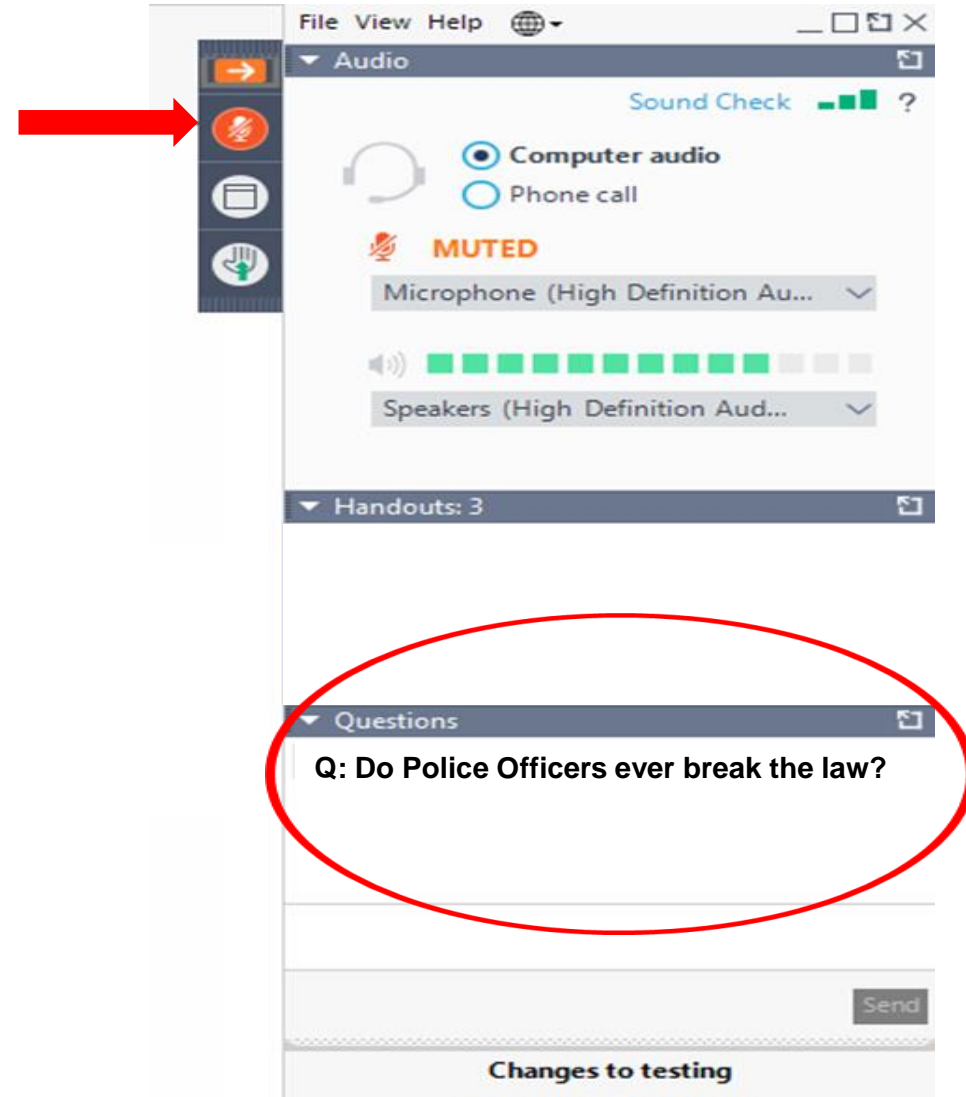 File View Help
Audio
Sound Check ?
Computer audio
Phone call
MUTED
Microphone (High Definition Au...
Speakers (High Definition Aud...
Handouts: 3
Questions
Q: Do Police Officers ever break the law?
Send
Changes to testing